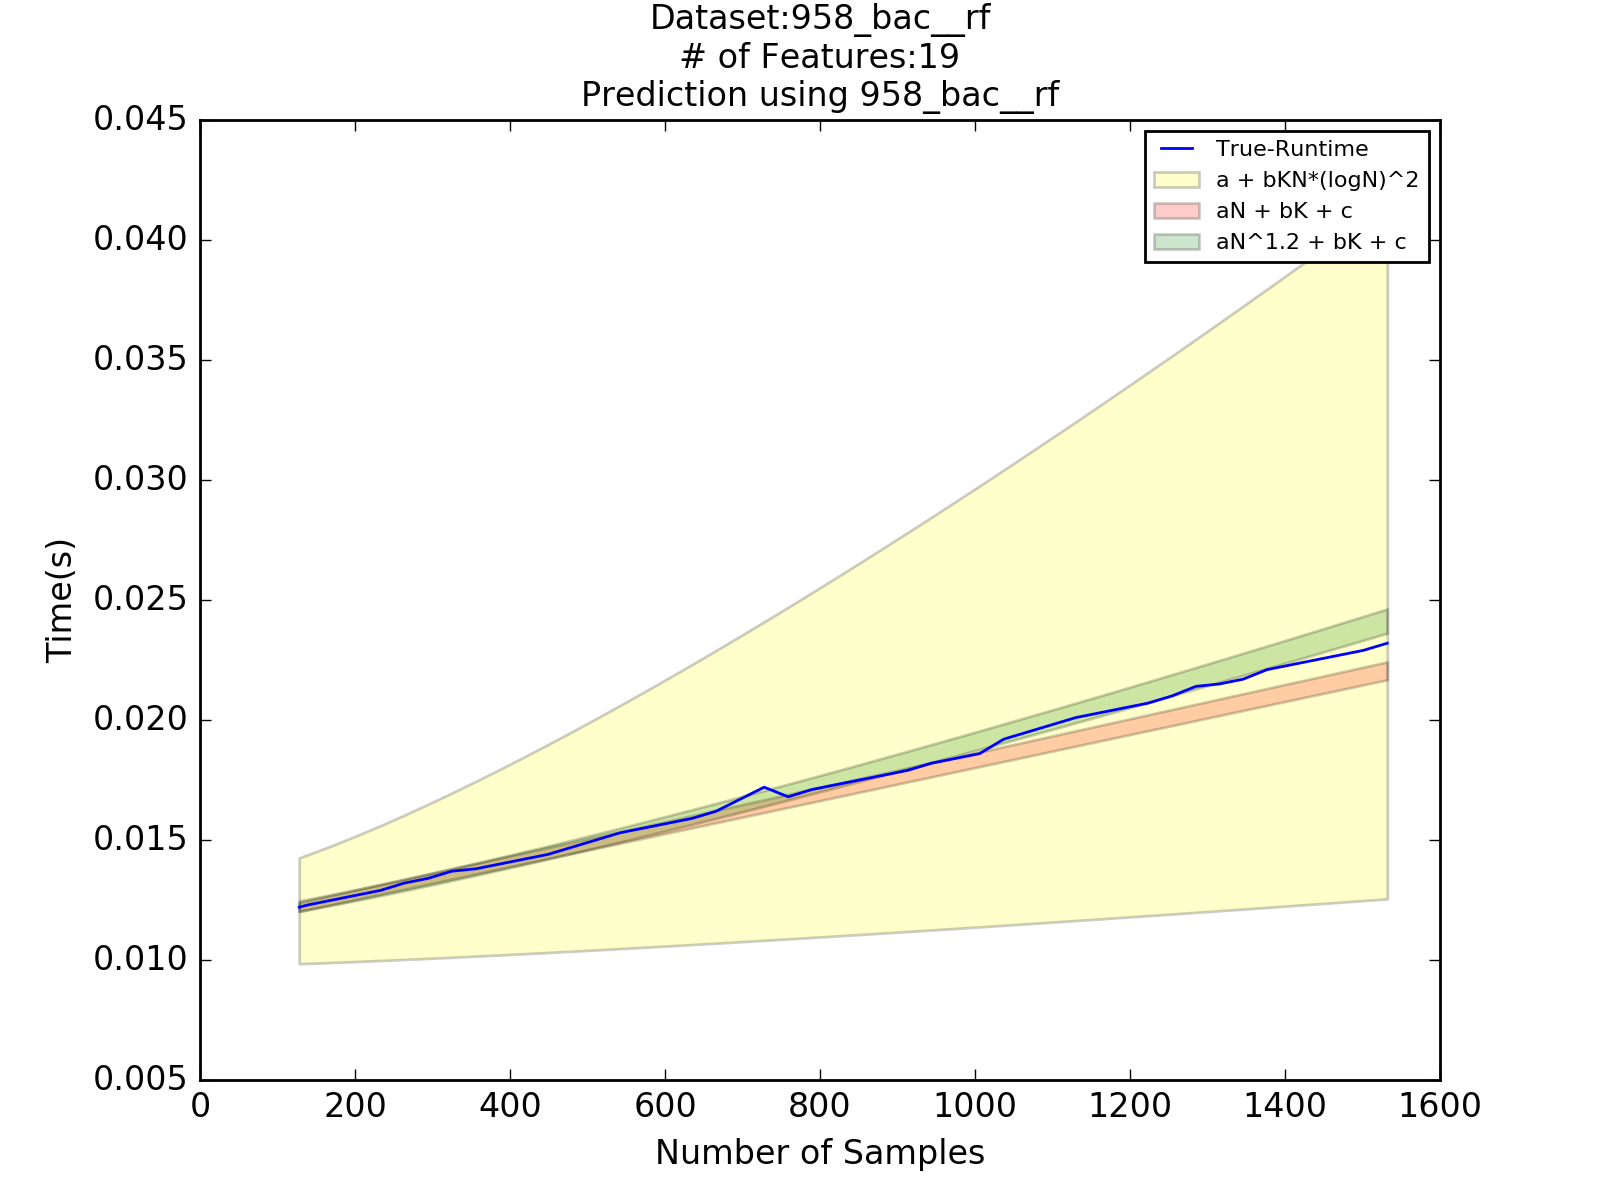 Dataset:958_bac__rf
# of Features:19
Prediction using 958_bac__rf
0.045
0.040
0.035
0.030
0.025
0.020
0.015
0.010
0.005
Time(s)
True-Runtime
a + bKN*(logN)^2
aN + bK + c
aN^1.2 + bK + c
0 200 400 600 800 1000 1200 1400 1600
Number of Samples